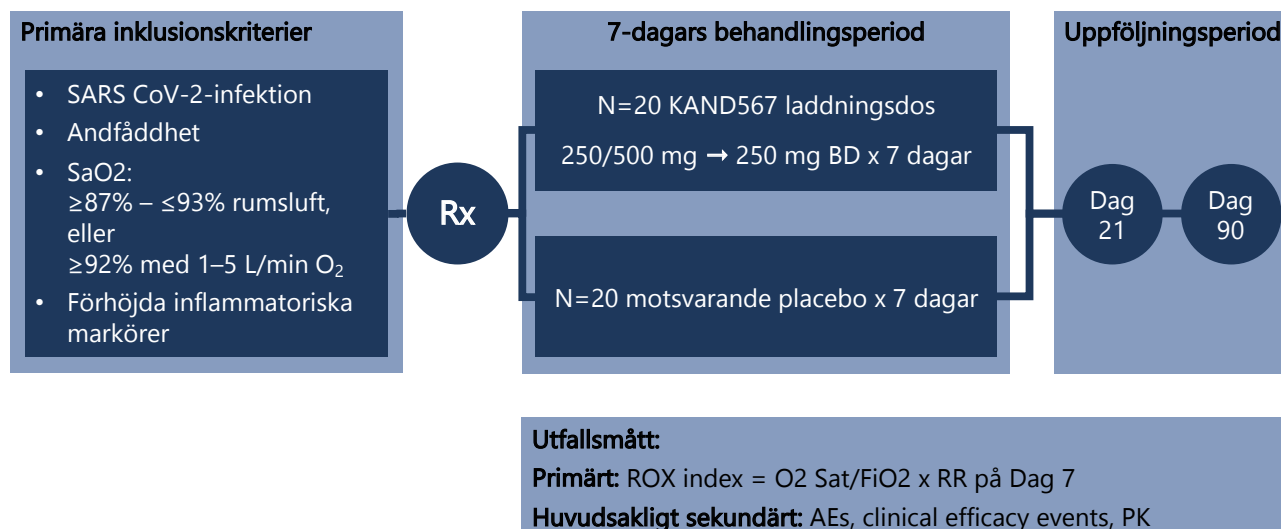 Primära inklusionskriterier
• SARS CoV-2-infektion
• Andfåddhet
• SaO2:
≥87% – ≤93% rumsluft,
eller
≥92% med 1–5 L/min O₂
• Förhöjda inflammatoriska
markörer
Rx
7-dagars behandlingsperiod
N=20 KAND567 laddningsdos
250/500 mg → 250 mg BD x 7 dagar
N=20 motsvarande placebo x 7 dagar
Uppföljningsperiod
Dag
21
Dag
90
Utfallsmått:
Primärt: ROX index = O2 Sat/FiO2 x RR på Dag 7
Huvudsakligt sekundärt: AEs, clinical efficacy events, PK